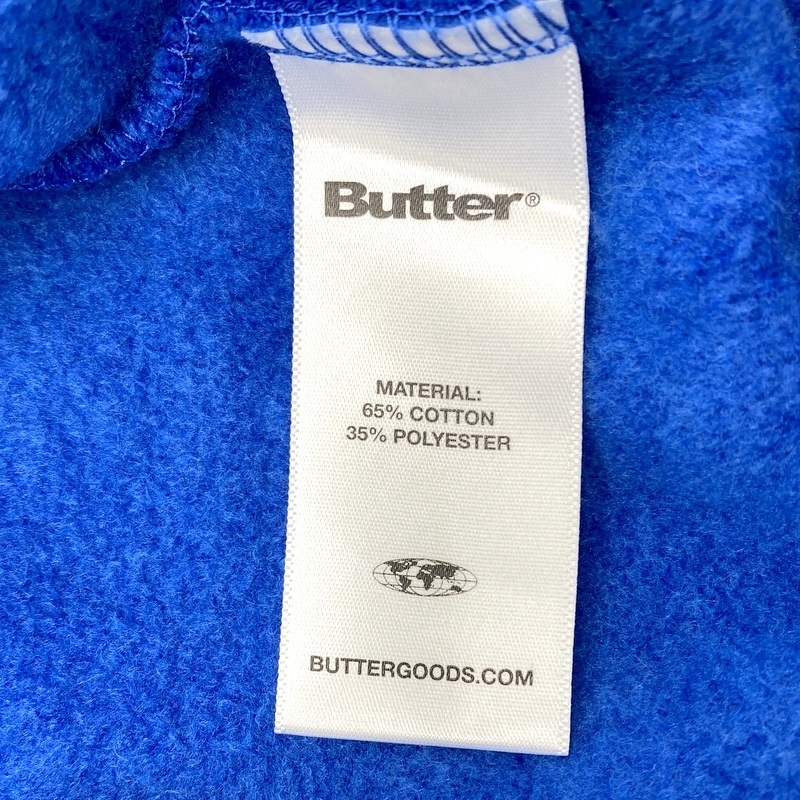 Butter®
MATERIAL:
65% COTTON
35% POLYESTER
BUTTERGOODS.COM